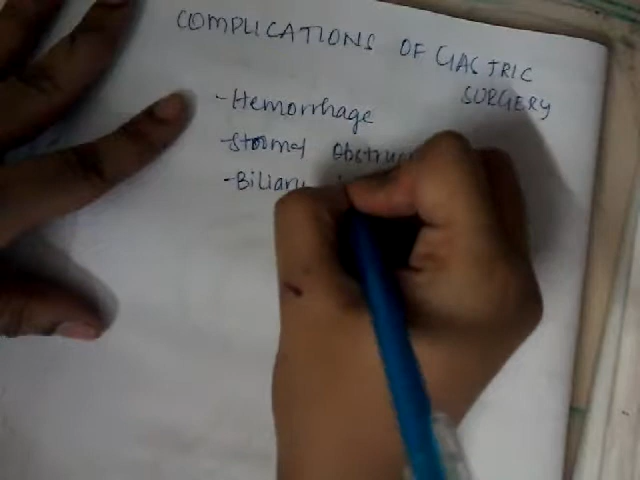 COMPLICATIONS OF GASTRIC
SURGERY
- Hemorrhage
- Stomal Obstruc
- Biliary